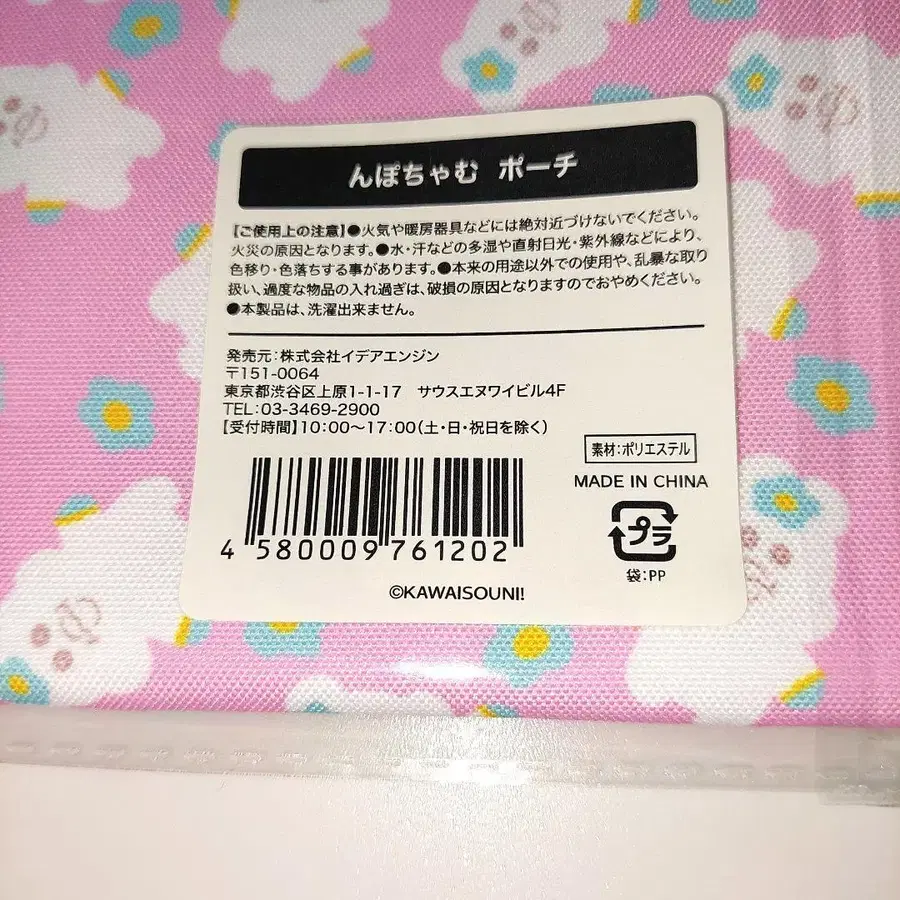 んぽちゃむ ポーチ
【ご使用上の注意】●火気や暖房器具などには絶対近づけないでください。
火災の原因となります。●水・汗などの多湿や直射日光・紫外線などにより、
色移り・色落ちする事があります。●本来の用途以外での使用や、乱暴な取り
扱い、過度な物品の入れ過ぎは、破損の原因となりますのでおやめください。
●本製品は、洗濯出来ません。
発売元:株式会社イデアエンジン
〒151-0064
東京都渋谷区上原1-1-17 サウスエヌワイビル4F
TEL:03-3469-2900
【受付時間】10:00〜17:00(土・日・祝日を除く)
素材:ポリエステル
MADE IN CHINA
プラ
袋:PP
4 580009 761202
©KAWAISOUNI!